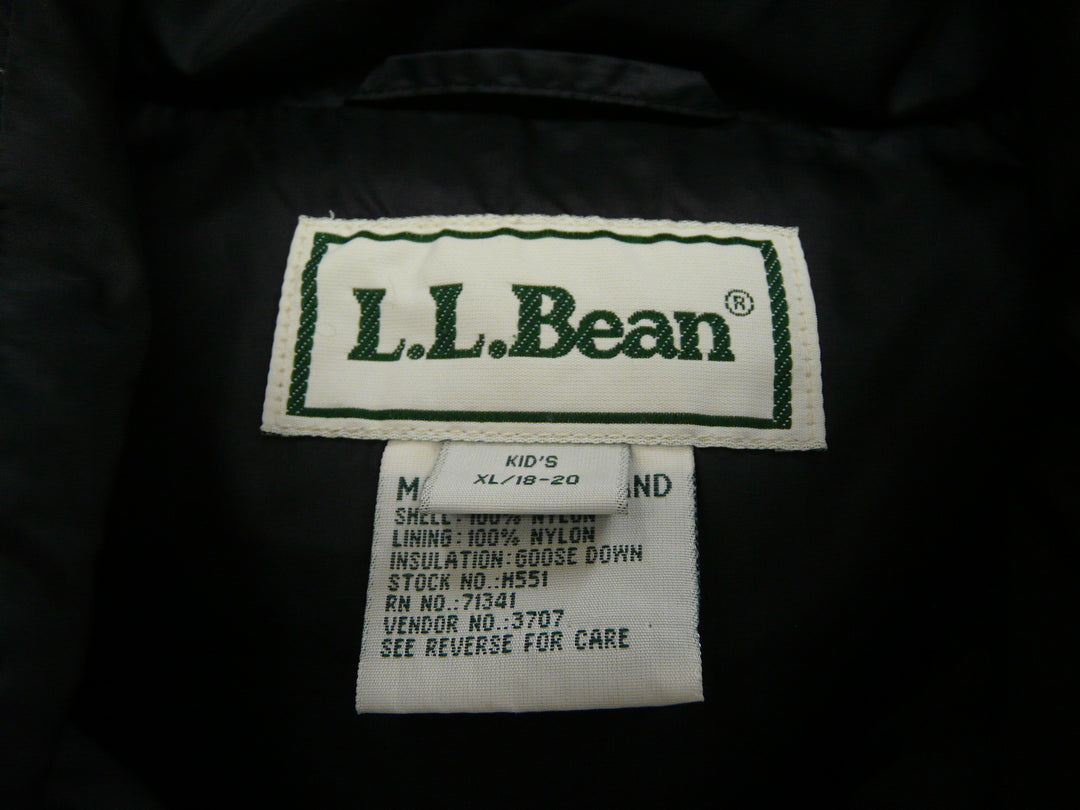 L.L.Bean®
KID'S
XL/18-20
SHELL: 100% NYLON
LINING: 100% NYLON
INSULATION: GOOSE DOWN
STOCK NO.: H551
RN NO.: 71341
VENDOR NO.: 3707
SEE REVERSE FOR CARE